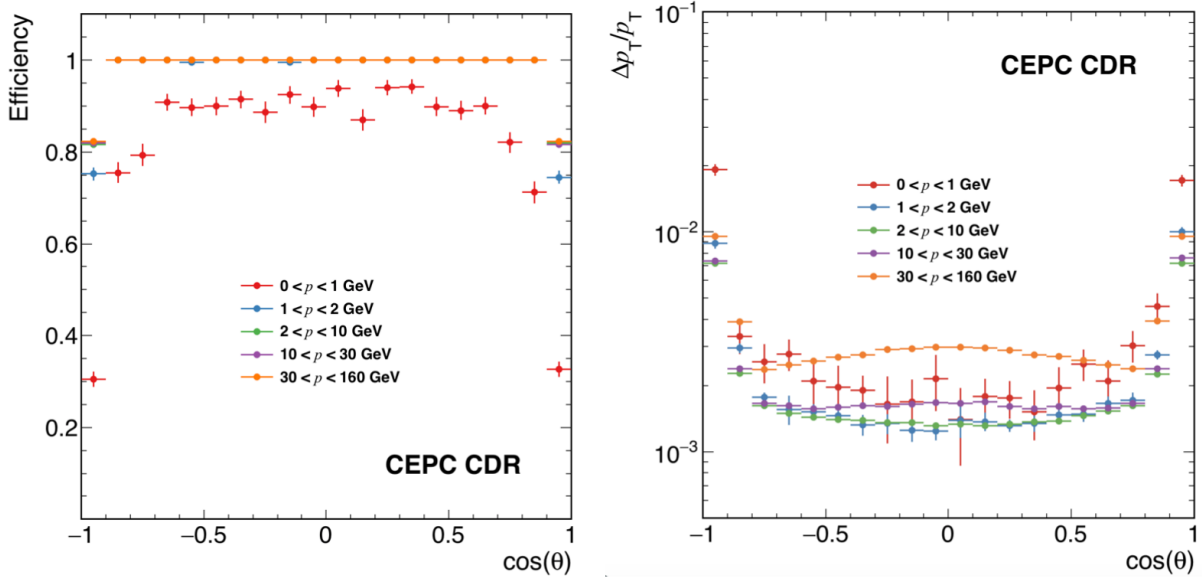 Efficiency
1
0.8
0.6
0.4
0.2
0 < p < 1 GeV
1 < p < 2 GeV
2 < p < 10 GeV
10 < p < 30 GeV
30 < p < 160 GeV
CEPC CDR
−1
−0.5
0
0.5
1
cos(θ)
Δp_T/p_T
10⁻¹
10⁻²
10⁻³
CEPC CDR
0 < p < 1 GeV
1 < p < 2 GeV
2 < p < 10 GeV
10 < p < 30 GeV
30 < p < 160 GeV
−1
−0.5
0
0.5
1
cos(θ)